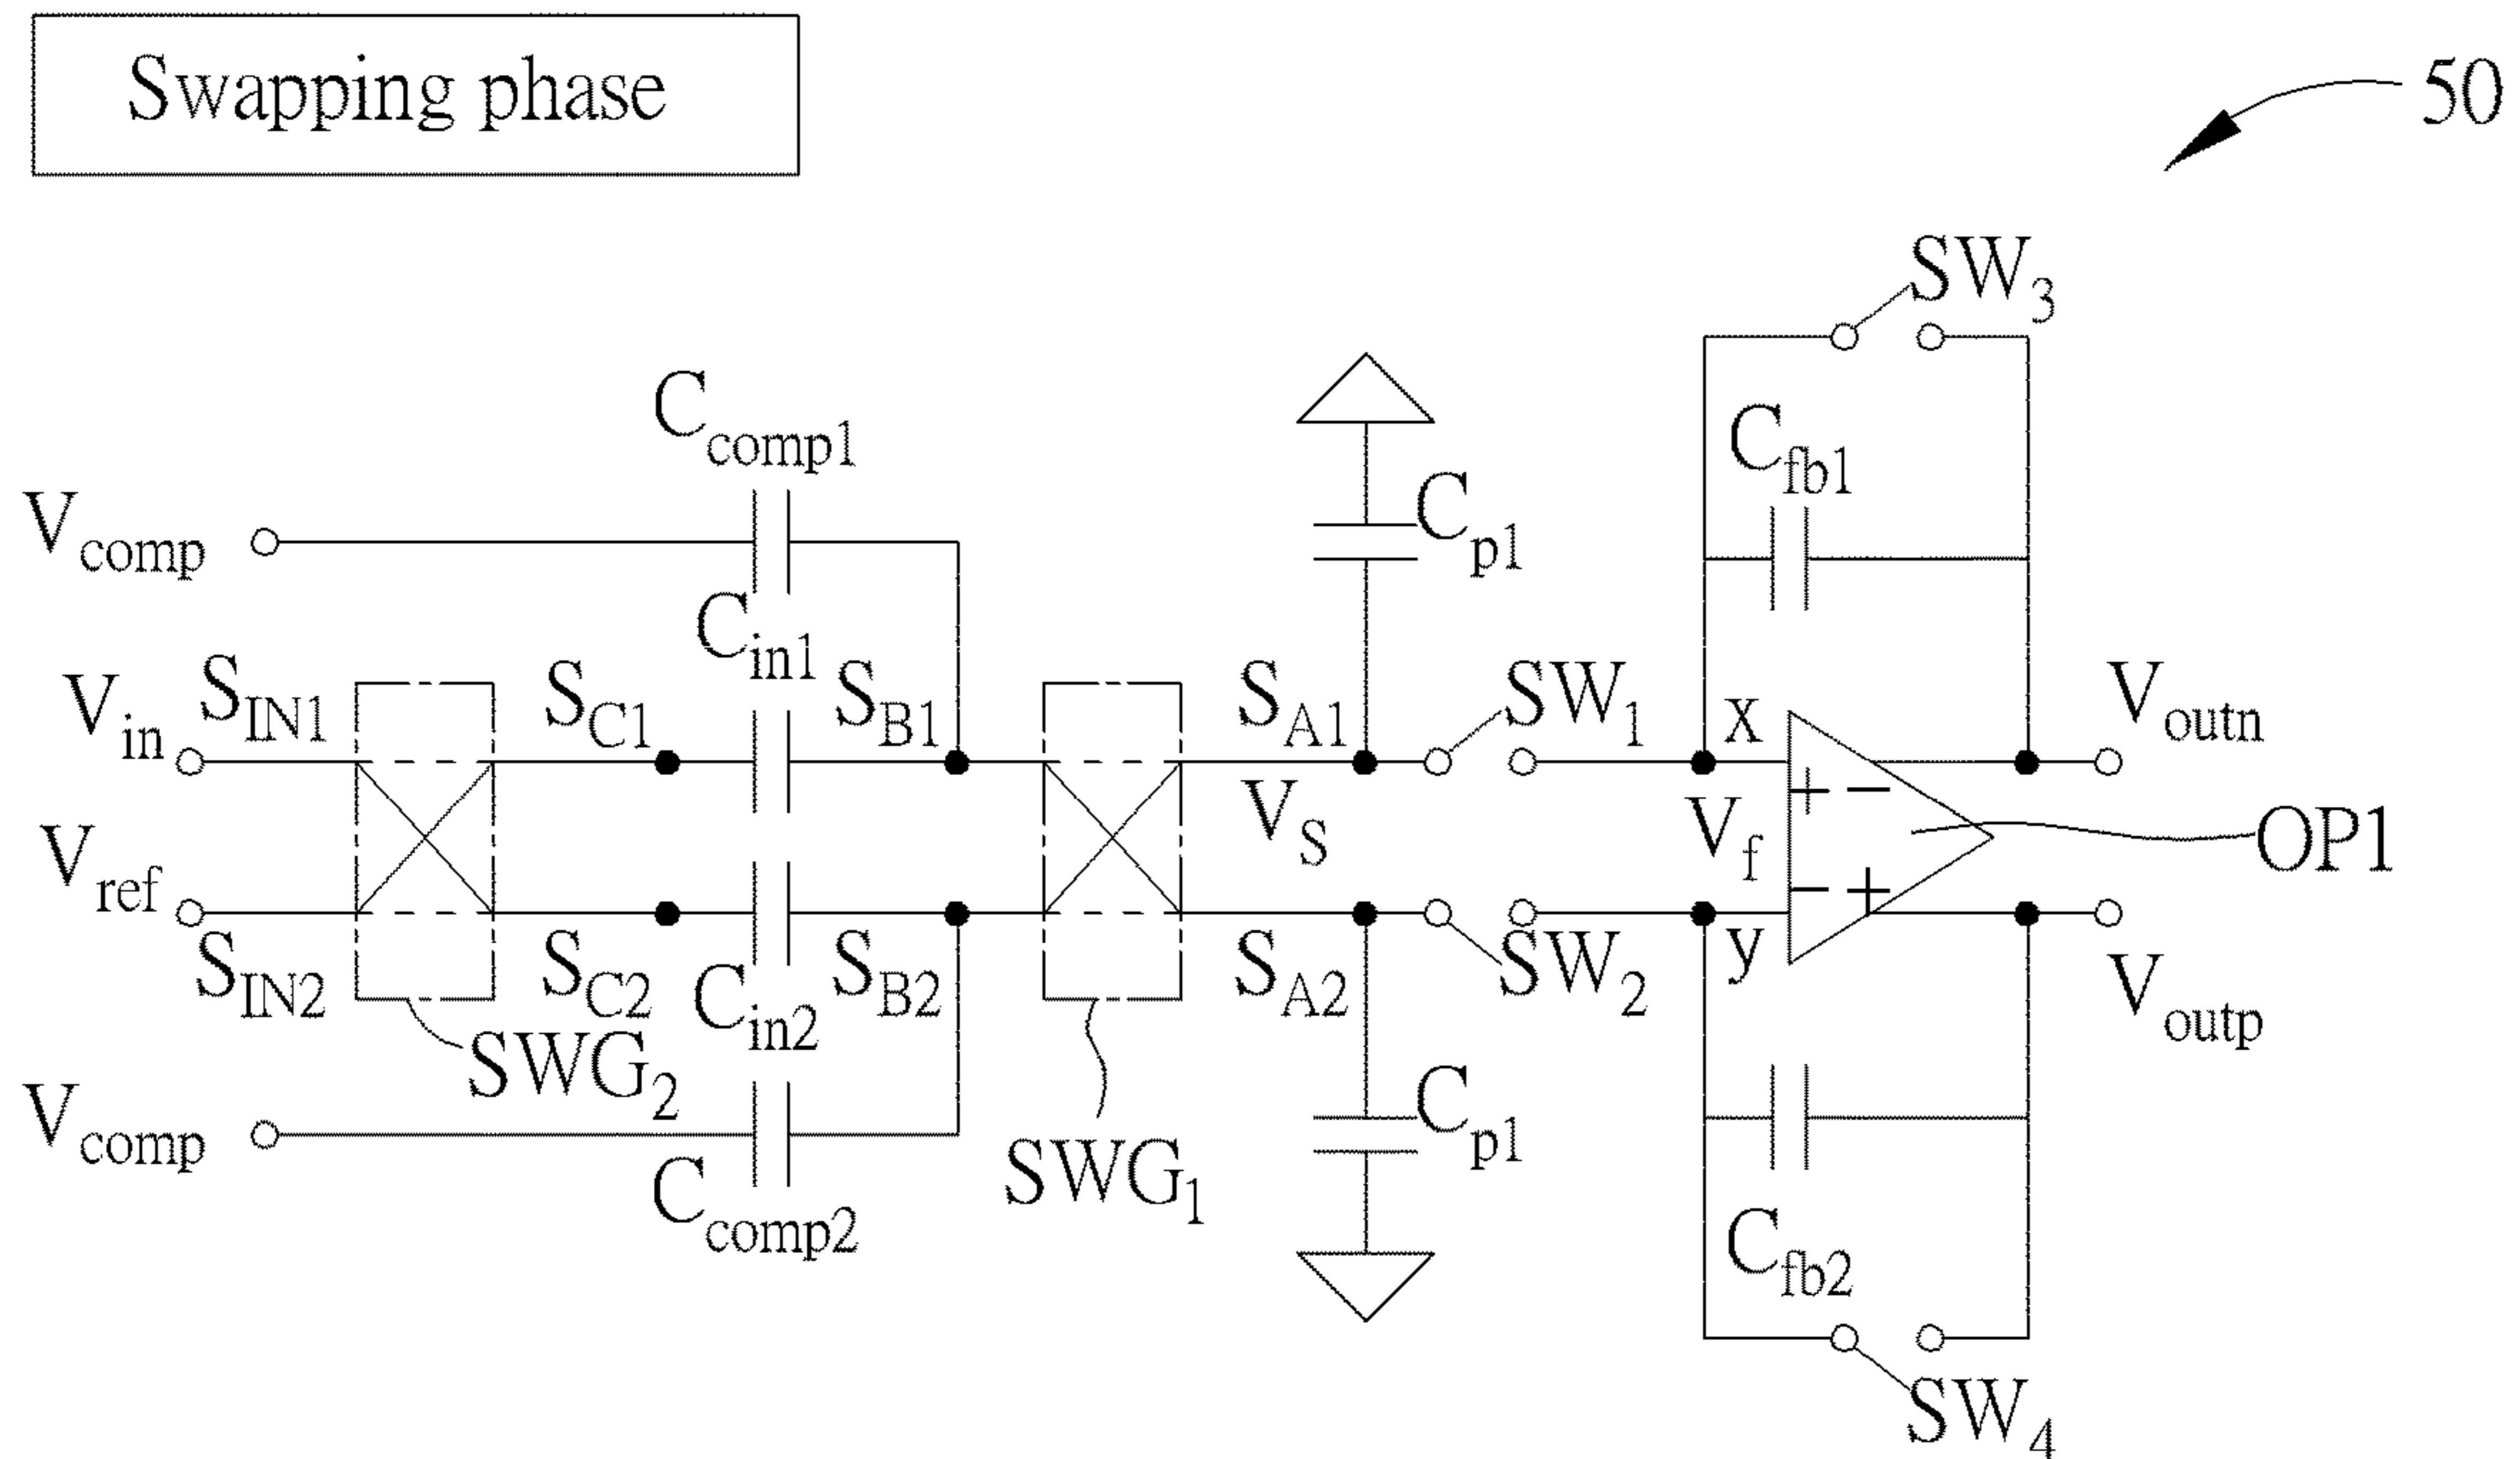 Swapping phase
50
SW3
Ccomp1
Cfb1
Vcomp
Cp1
Cin1
Vin
SIN1
SC1
SB1
SA1
SW1
x
Voutn
+ −
VS
Vf
OP1
Vref
− +
SIN2
SC2
Cin2
SB2
SA2
SW2
y
Voutp
SWG2
Vcomp
Cp1
SWG1
Ccomp2
Cfb2
SW4